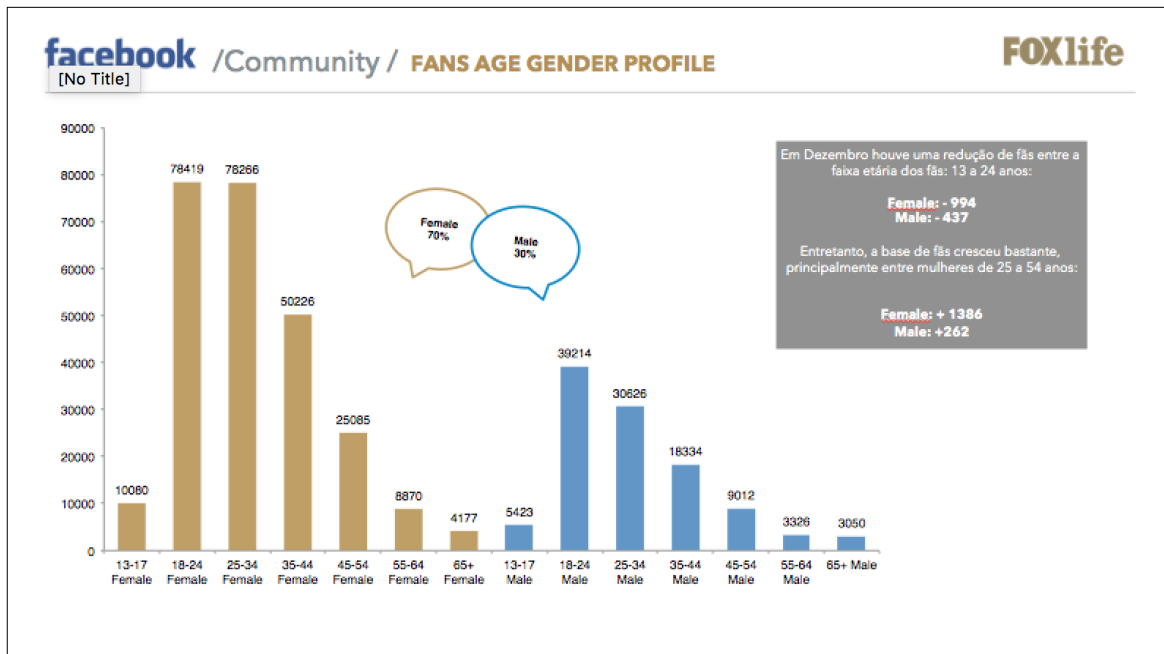 facebook /Community / FANS AGE GENDER PROFILE
FOXlife
[No Title]
90000
80000
70000
60000
50000
40000
30000
20000
10000
0
10080
78419
78266
50226
25085
8870
4177
5423
39214
30626
18334
9012
3326
3050
13-17 Female
18-24 Female
25-34 Female
35-44 Female
45-54 Female
55-64 Female
65+ Female
13-17 Male
18-24 Male
25-34 Male
35-44 Male
45-54 Male
55-64 Male
65+ Male
Female
70%
Male
30%
Em Dezembro houve uma redução de fãs entre a
faixa etária dos fãs: 13 a 24 anos:
Female: - 994
Male: - 437
Entretanto, a base de fãs cresceu bastante,
principalmente entre mulheres de 25 a 54 anos:
Female: + 1386
Male: +262